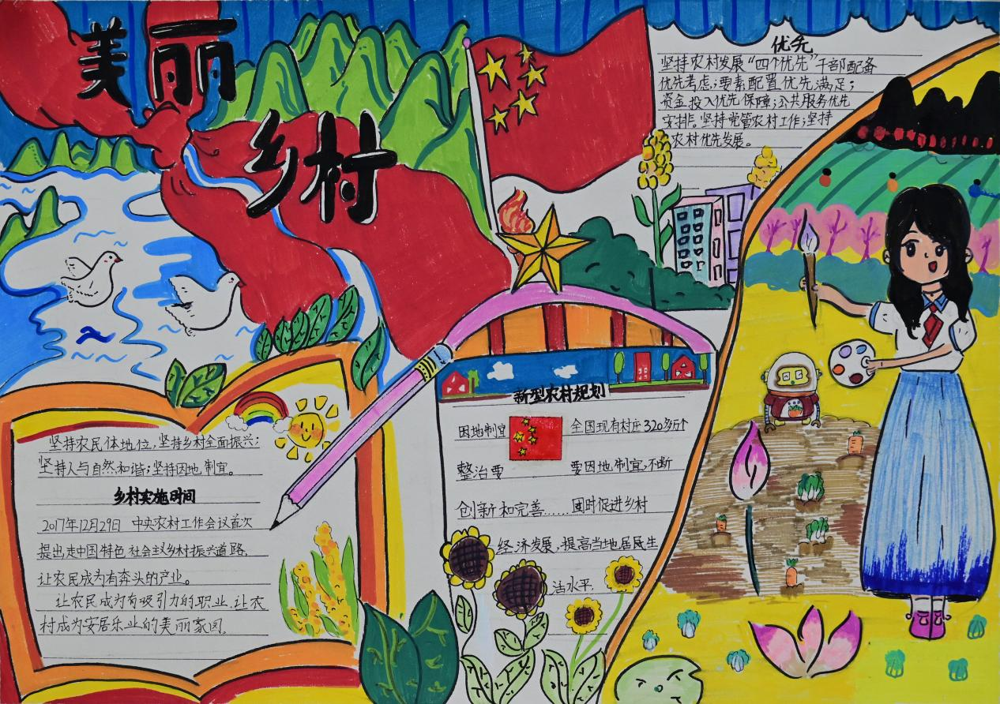 美丽
乡村
优先
坚持农村发展“四个优先”干部配备
优先考虑；要素配置优先满足；
资金投入优先保障；公共服务优先
安排。坚持党管农村工作；坚持
农村优先发展。
坚持农民体地位，坚持乡村全面振兴；
坚持人与自然和谐；坚持因地制宜。
乡村实施时间
2017年12月29日 中央农村工作会议首次
提出走中国特色社会主义乡村振兴道路，
让农民成为有奔头的产业。
让农民成为有吸引力的职业，让农
村成为安居乐业的美丽家园。
新型农村规划
因地制宜 全国现有村庄320多万个
整治要 要因地制宜，不断
创新和完善……同时促进乡村
经济发展，提高当地居民生
活水平。